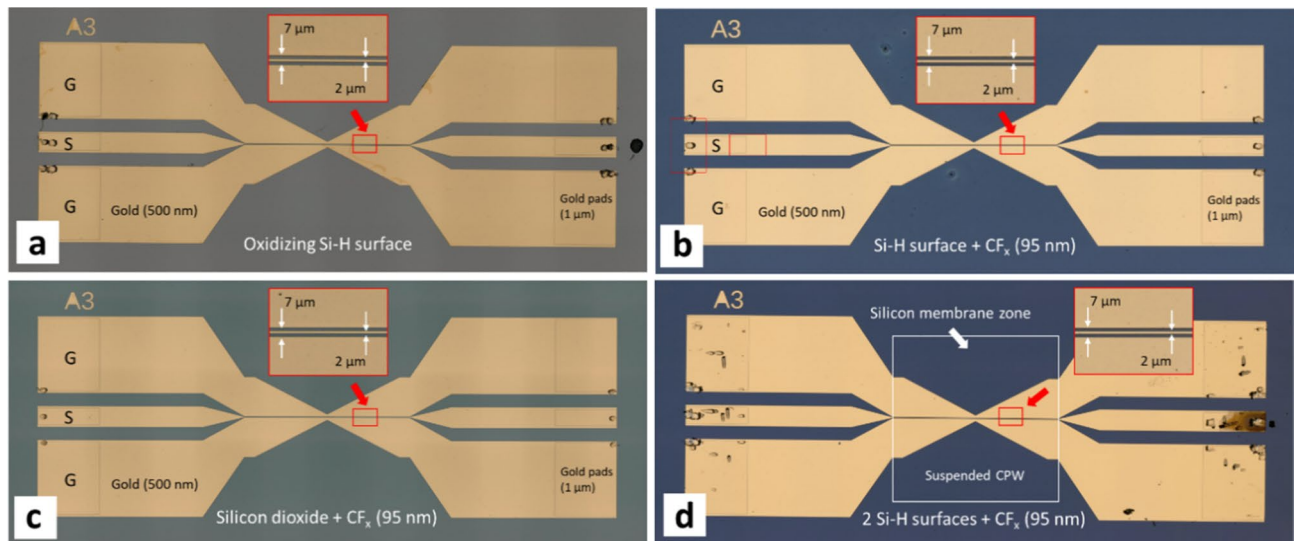 A3
7 µm
2 µm
G
S
G
Gold (500 nm)
Gold pads
(1 µm)
a
Oxidizing Si-H surface
A3
7 µm
2 µm
G
S
G
Gold (500 nm)
Gold pads
(1 µm)
b
Si-H surface + CFₓ (95 nm)
A3
7 µm
2 µm
G
S
G
Gold (500 nm)
Gold pads
(1 µm)
c
Silicon dioxide + CFₓ (95 nm)
A3
Silicon membrane zone
7 µm
2 µm
Suspended CPW
d
2 Si-H surfaces + CFₓ (95 nm)